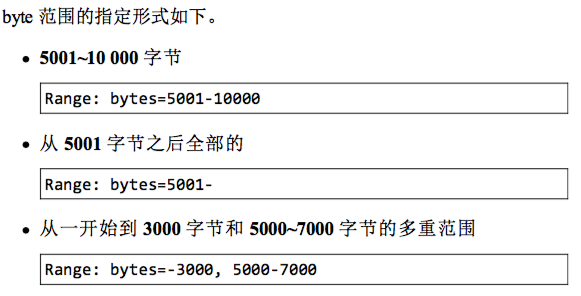 byte 范围的指定形式如下。
• 5001~10 000 字节
Range: bytes=5001-10000
• 从 5001 字节之后全部的
Range: bytes=5001-
• 从一开始到 3000 字节和 5000~7000 字节的多重范围
Range: bytes=-3000, 5000-7000